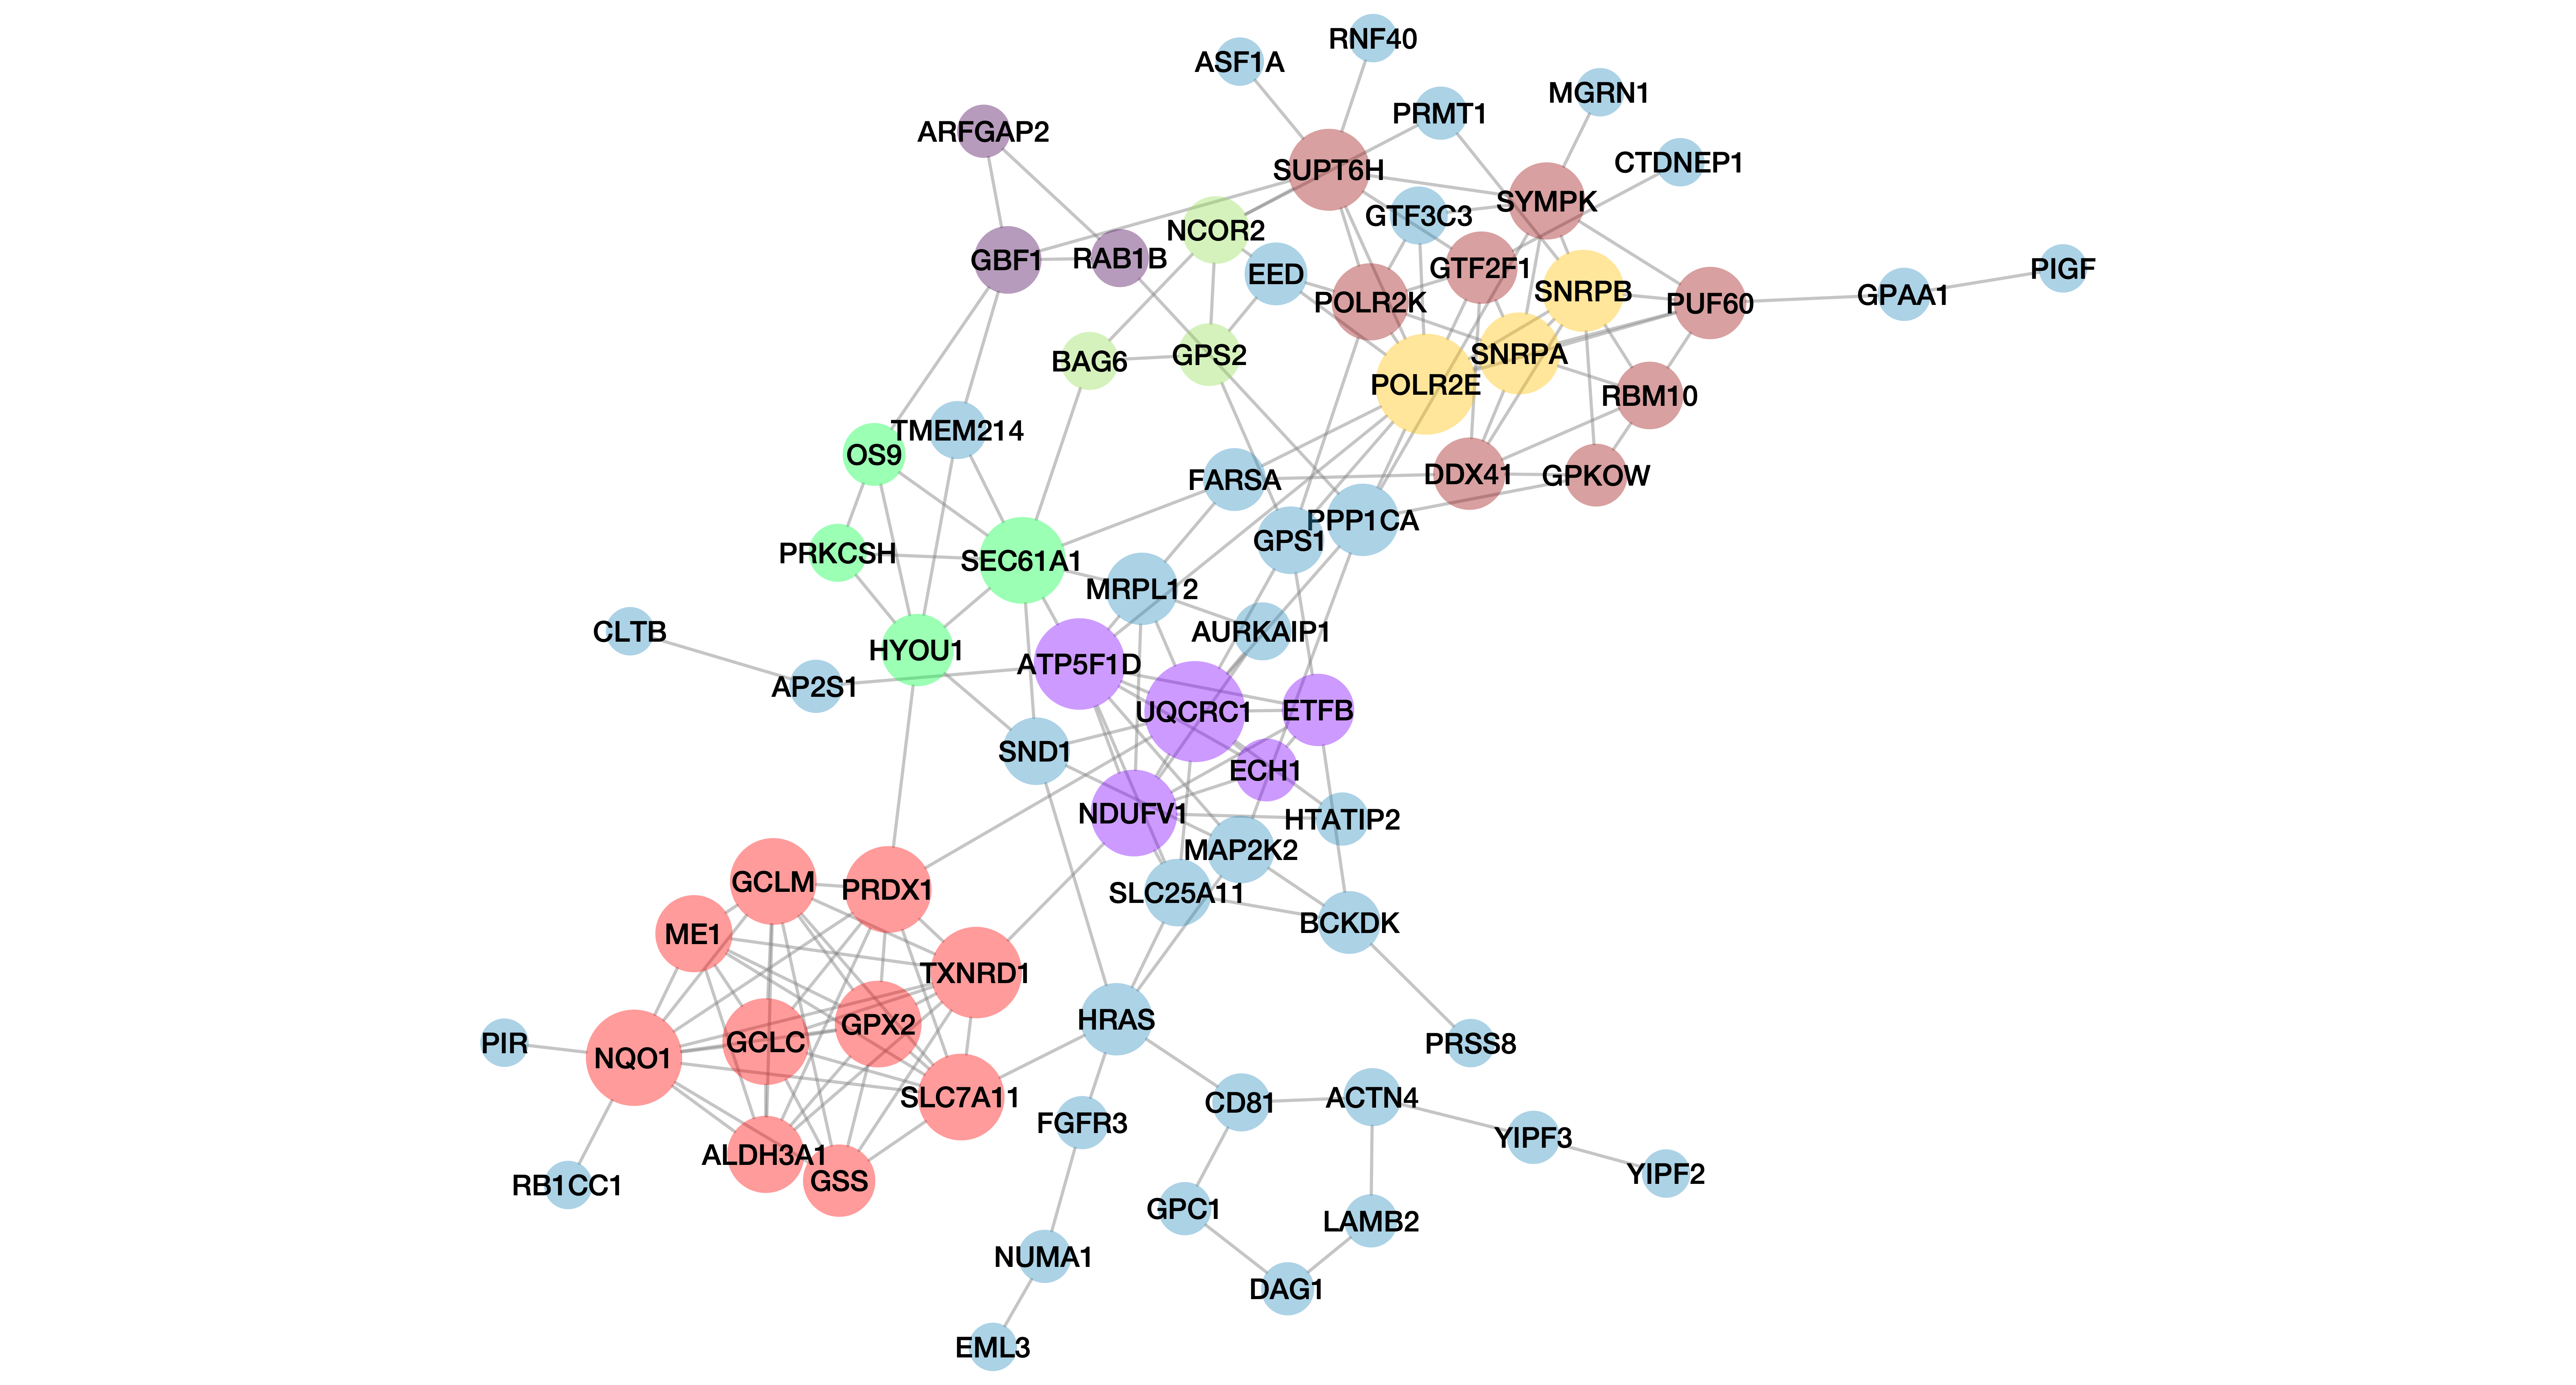 RNF40
ASF1A
MGRN1
PRMT1
ARFGAP2
CTDNEP1
SUPT6H
SYMPK
GTF3C3
NCOR2
GBF1
RAB1B
GTF2F1
PIGF
EED
SNRPB
GPAA1
POLR2K
PUF60
SNRPA
GPS2
BAG6
POLR2E
RBM10
TMEM214
OS9
DDX41
GPKOW
FARSA
PPP1CA
GPS1
PRKCSH
SEC61A1
MRPL12
CLTB
AURKAIP1
HYOU1
ATP5F1D
AP2S1
UQCRC1
ETFB
SND1
ECH1
NDUFV1
HTATIP2
MAP2K2
GCLM
PRDX1
SLC25A11
BCKDK
ME1
TXNRD1
HRAS
GPX2
GCLC
PIR
PRSS8
NQO1
SLC7A11
ACTN4
CD81
FGFR3
YIPF3
ALDH3A1
YIPF2
GSS
RB1CC1
GPC1
LAMB2
NUMA1
DAG1
EML3